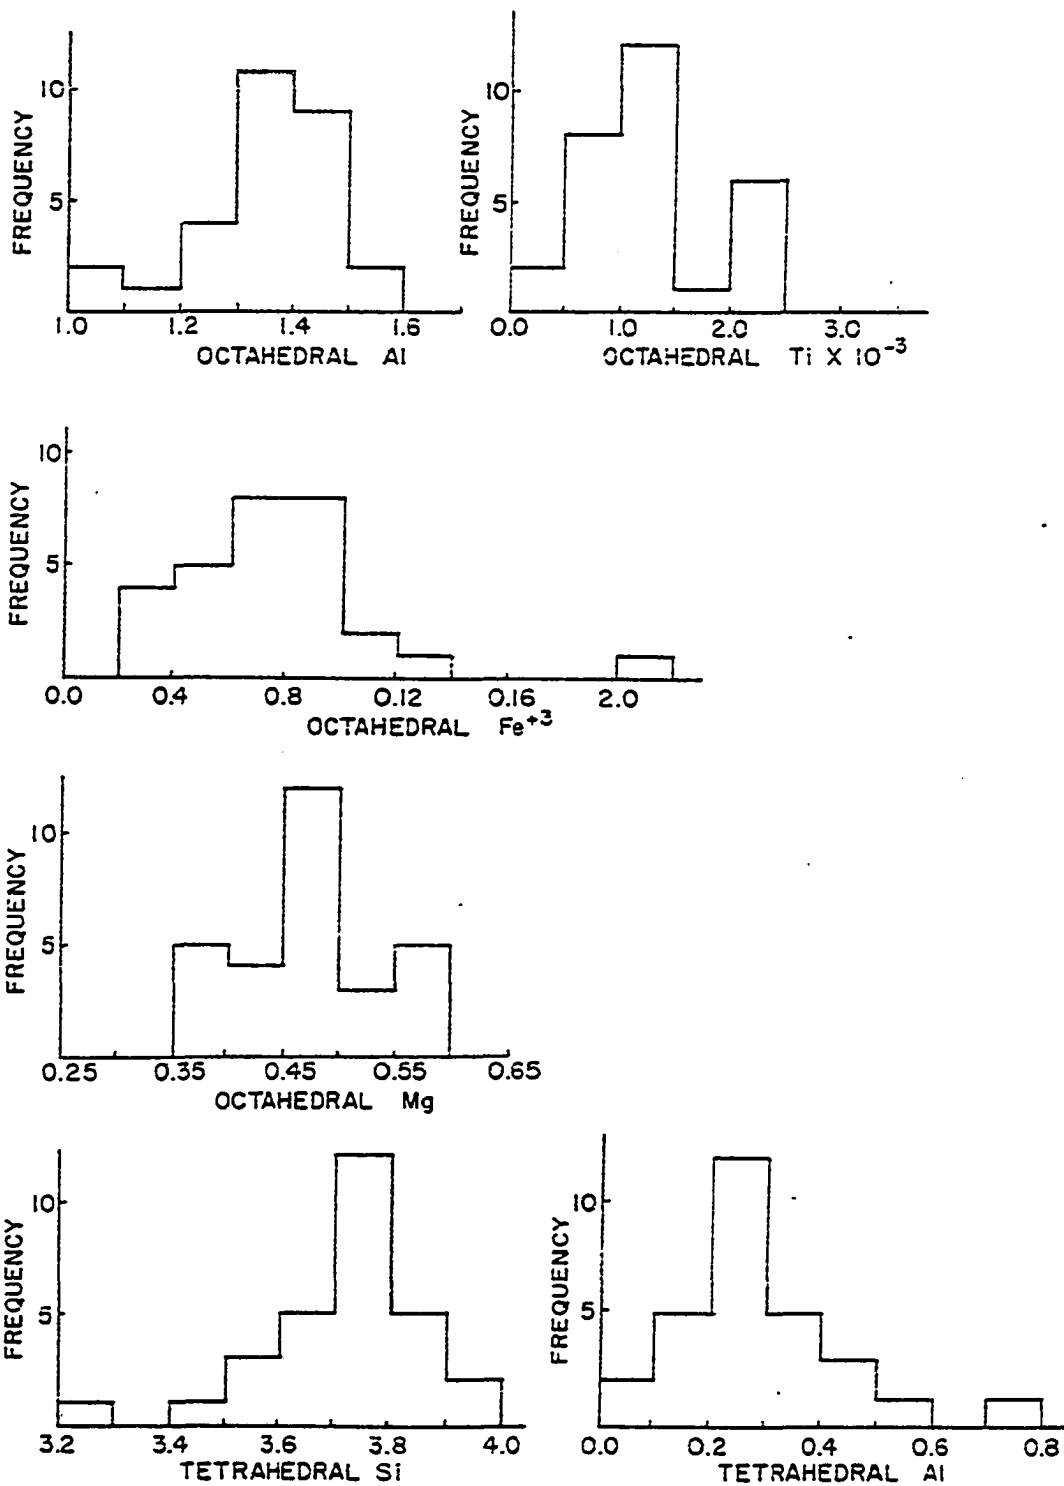 FREQUENCY
10
5
1.0 1.2 1.4 1.6
OCTAHEDRAL Al
FREQUENCY
10
5
0.0 1.0 2.0 3.0
OCTAHEDRAL Ti X 10-3
FREQUENCY
10
5
0.0 0.4 0.8 0.12 0.16 2.0
OCTAHEDRAL Fe+3
FREQUENCY
10
5
0.25 0.35 0.45 0.55 0.65
OCTAHEDRAL Mg
FREQUENCY
10
5
3.2 3.4 3.6 3.8 4.0
TETRAHEDRAL Si
FREQUENCY
10
5
0.0 0.2 0.4 0.6 0.8
TETRAHEDRAL Al